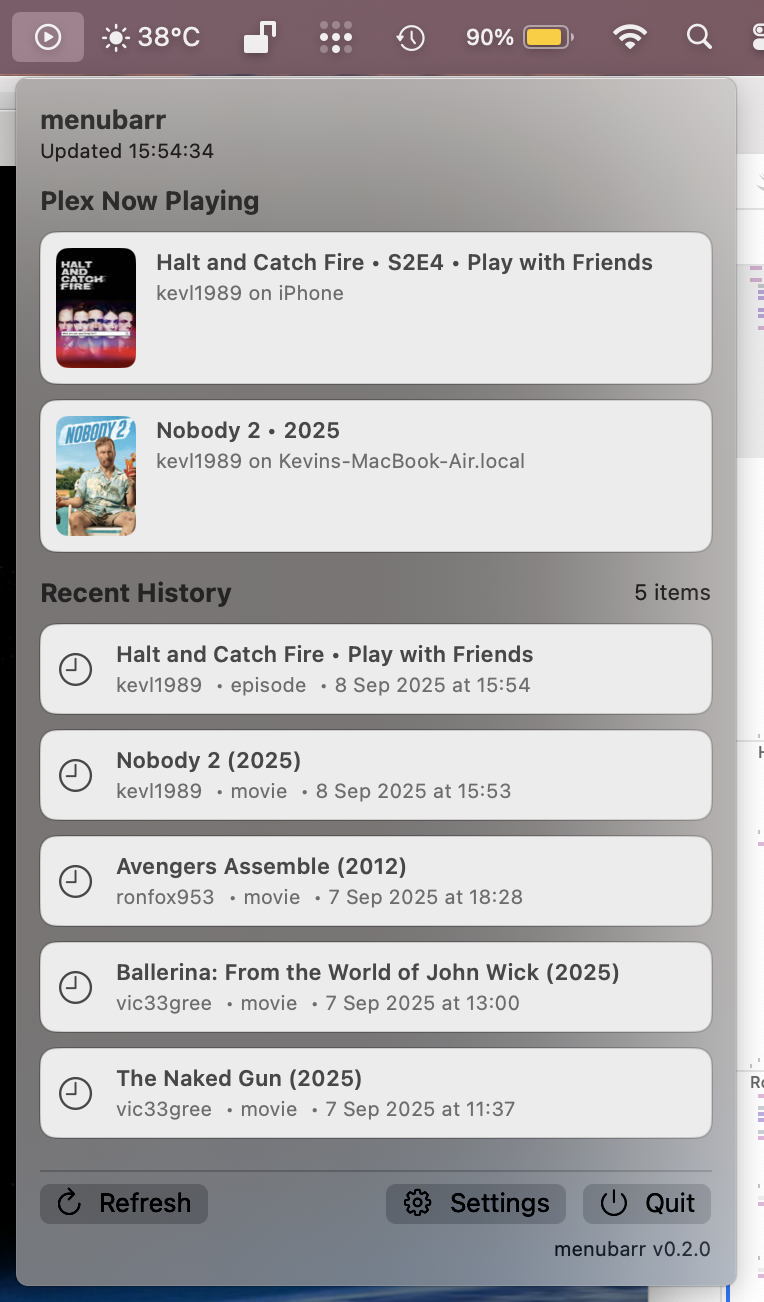 38°C
90%
menubarr
Updated 15:54:34
Plex Now Playing
HALT
AND
CATCH
FIRE
Halt and Catch Fire • S2E4 • Play with Friends
kevl1989 on iPhone
NOBODY 2
Nobody 2 • 2025
kevl1989 on Kevins-MacBook-Air.local
Recent History 5 items
Halt and Catch Fire • Play with Friends
kevl1989 • episode • 8 Sep 2025 at 15:54
Nobody 2 (2025)
kevl1989 • movie • 8 Sep 2025 at 15:53
Avengers Assemble (2012)
ronfox953 • movie • 7 Sep 2025 at 18:28
Ballerina: From the World of John Wick (2025)
vic33gree • movie • 7 Sep 2025 at 13:00
The Naked Gun (2025)
vic33gree • movie • 7 Sep 2025 at 11:37
Refresh Settings Quit
menubarr v0.2.0